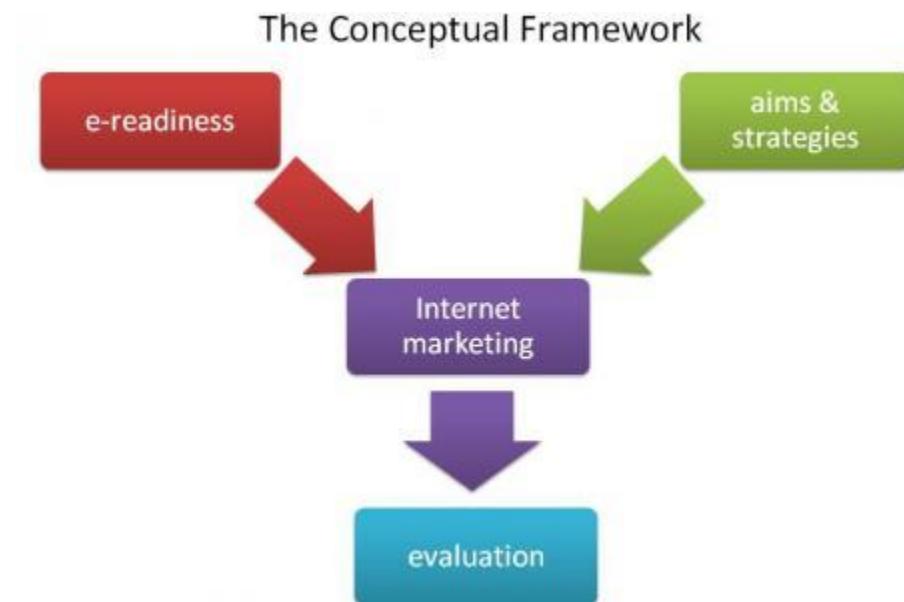 The Conceptual Framework
e-readiness
aims &
strategies
Internet
marketing
evaluation